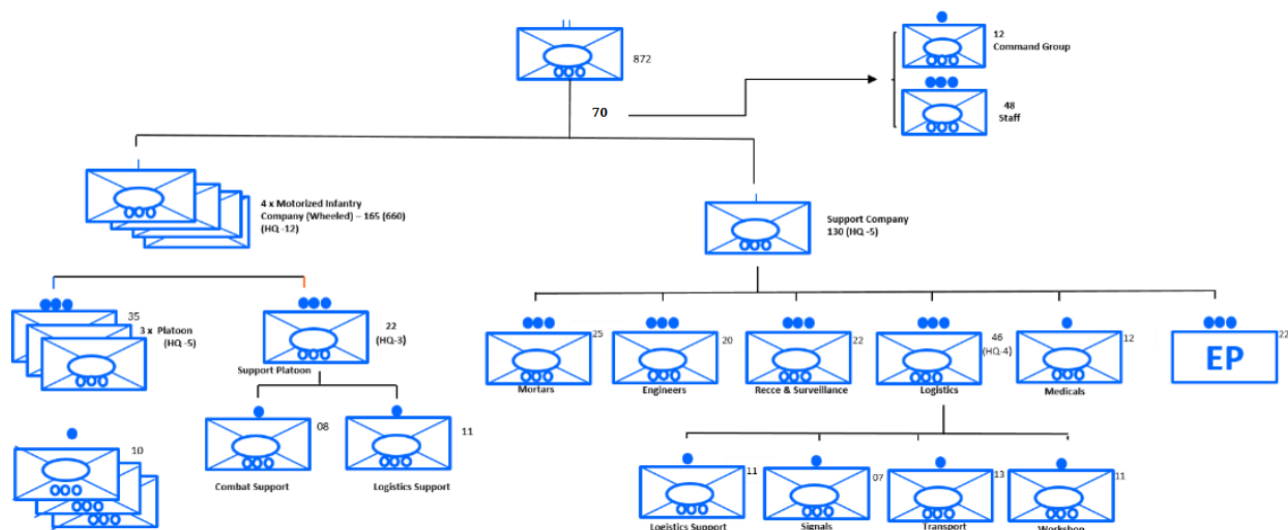 872
12
Command Group
70
48
Staff
4 x Motorized Infantry
Company (Wheeled) – 165 (660)
(HQ -12)
Support Company
130 (HQ -5)
35
3 x Platoon
(HQ -5)
22
(HQ-3)
Support Platoon
25
Mortars
20
Engineers
22
Recce & Surveillance
46
(HQ-4)
Logistics
12
Medicals
22
EP
10
08
Combat Support
11
Logistics Support
11
Logistics Support
07
Signals
13
Transport
11
Workshop